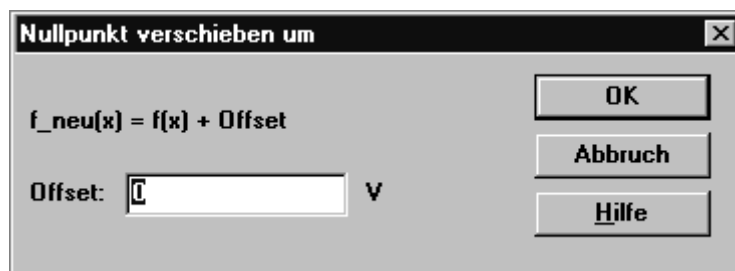 Nullpunkt verschieben um
f_neu(x) = f(x) + Offset
Offset: 0 V
OK
Abbruch
Hilfe